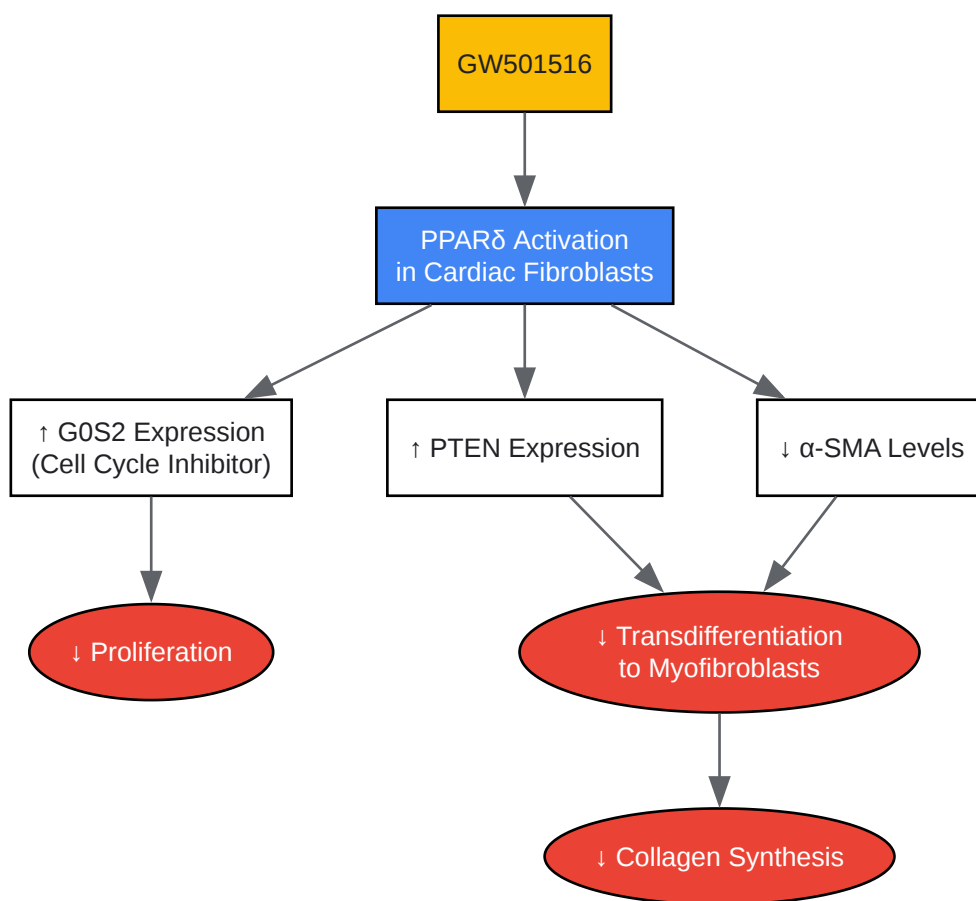 GW501516
PPARδ Activation
in Cardiac Fibroblasts
↑ G0S2 Expression
(Cell Cycle Inhibitor)
↑ PTEN Expression
↓ α-SMA Levels
↓ Proliferation
↓ Transdifferentiation
to Myofibroblasts
↓ Collagen Synthesis